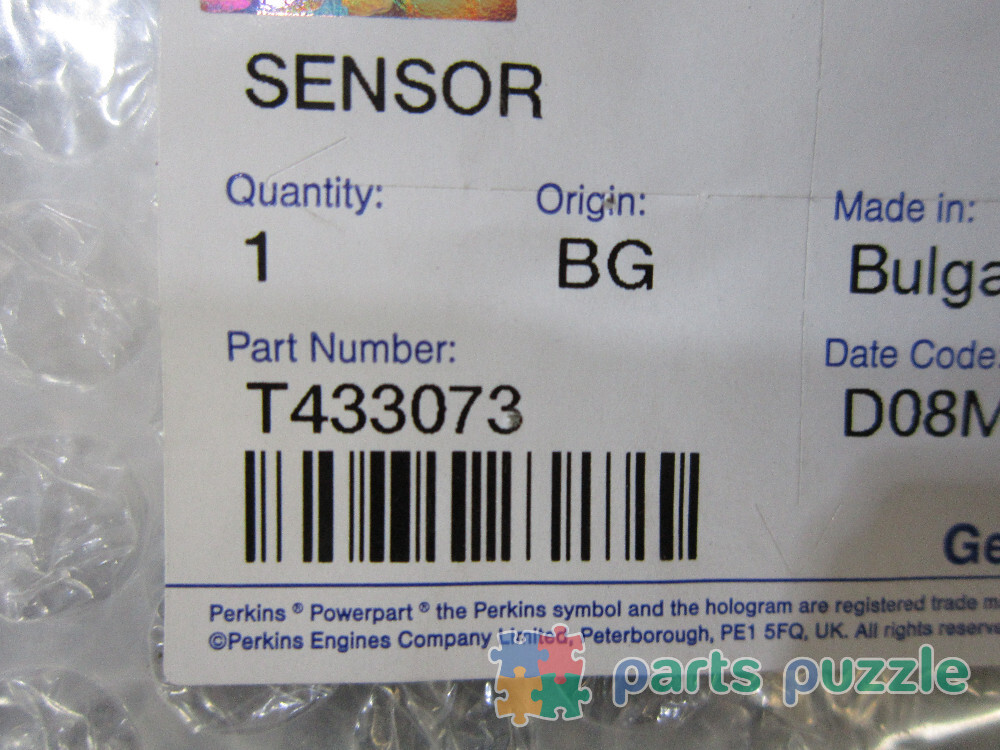 SENSOR
Quantity: Origin: Made in:
1 BG Bulga
Part Number: Date Code:
T433073 D08M
Ge
Perkins ® Powerpart ® the Perkins symbol and the hologram are registered trade m
©Perkins Engines Company Limited, Peterborough, PE1 5FQ, UK. All rights reserve
parts puzzle